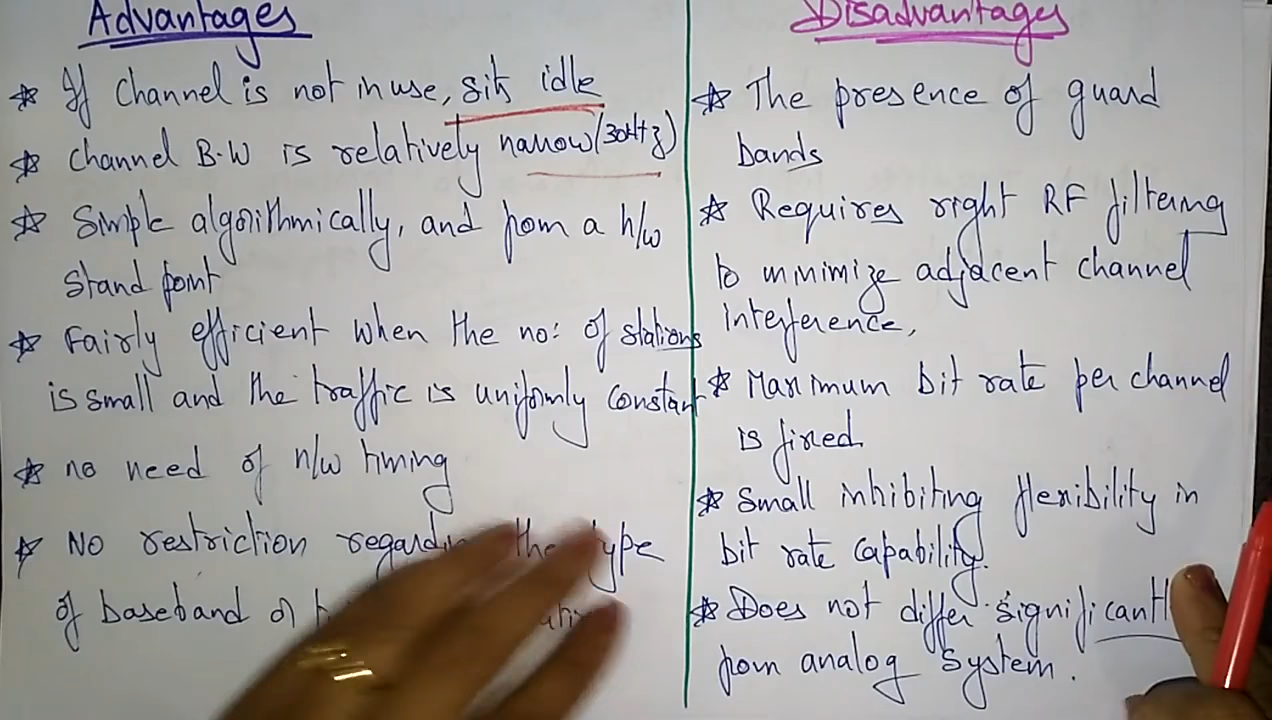 Advantages
* If channel is not in use, sits idle
* channel B.W is relatively narrow (30KHz)
* Simple algorithmically, and from a h/w
stand point
* Fairly efficient when the no: of stations
is small and the traffic is uniformly constant
* no need of n/w timing
* No restriction regarding the type
of baseband or
Disadvantages
* The presence of guard
bands
* Requires right RF filtering
to minimize adjacent channel
interference,
* Maximum bit rate per channel
is fixed.
* Small inhibiting flexibility in
bit rate capability.
* Does not differ significantl
from analog system.